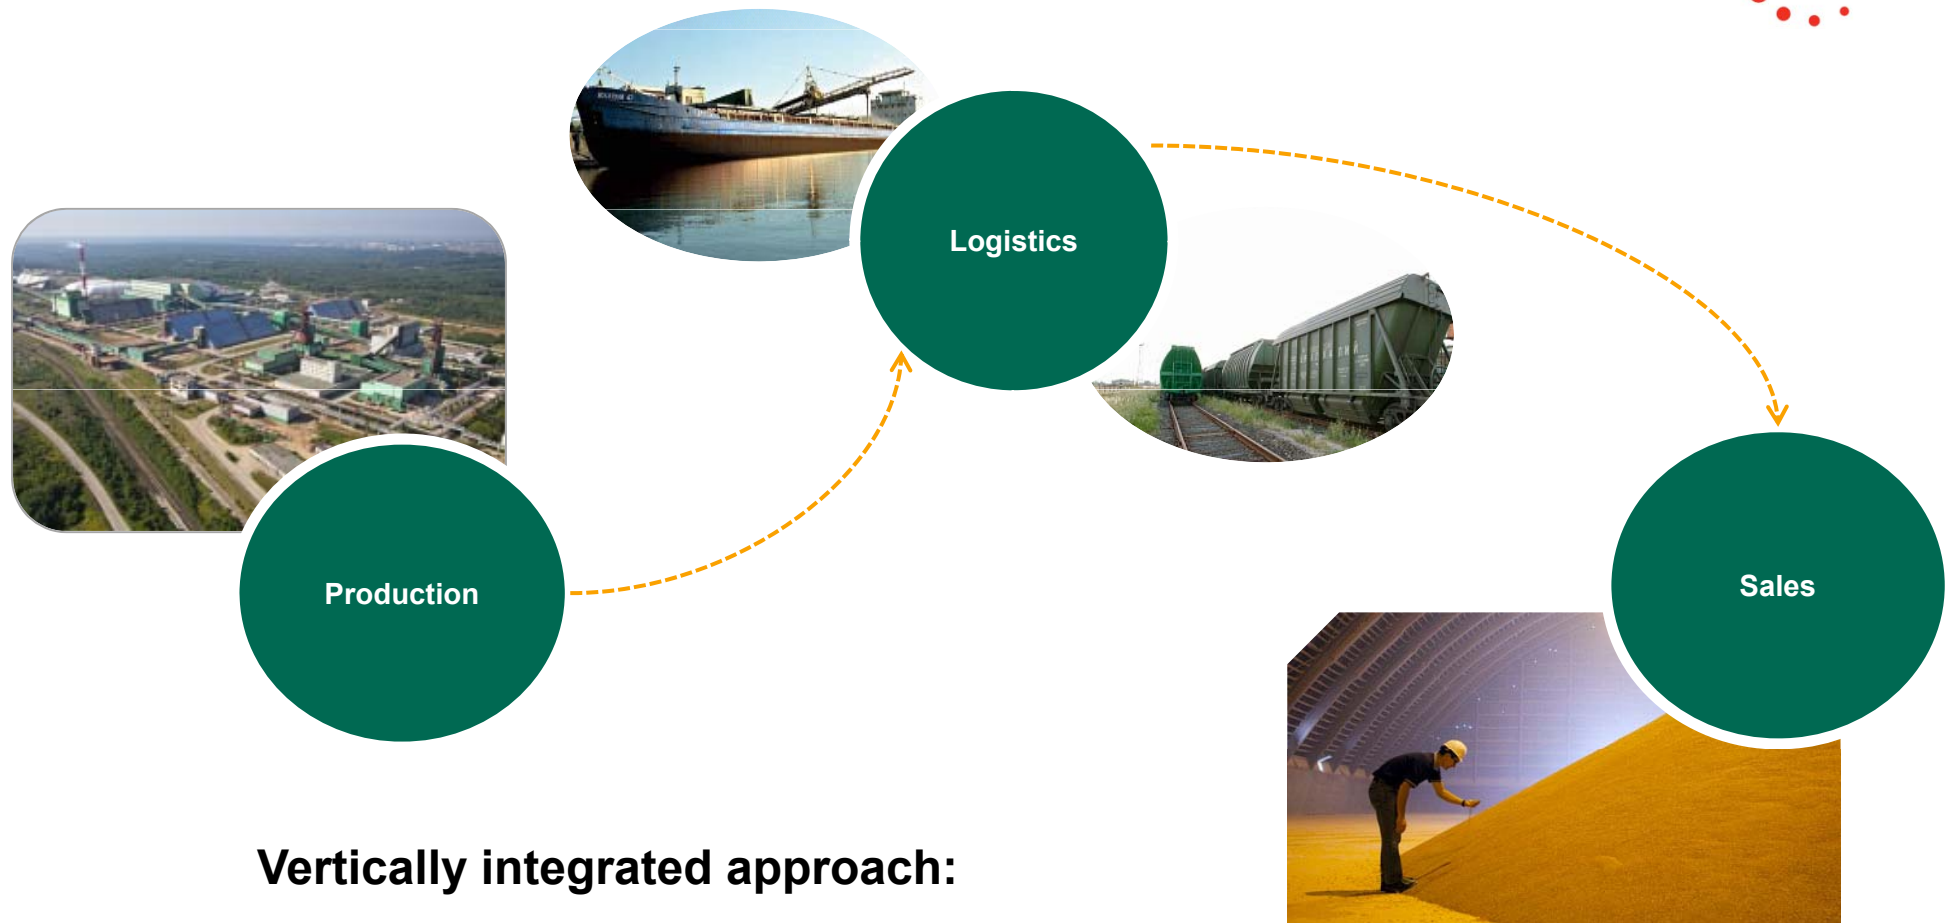 Logistics
Production
Sales
Vertically integrated approach: